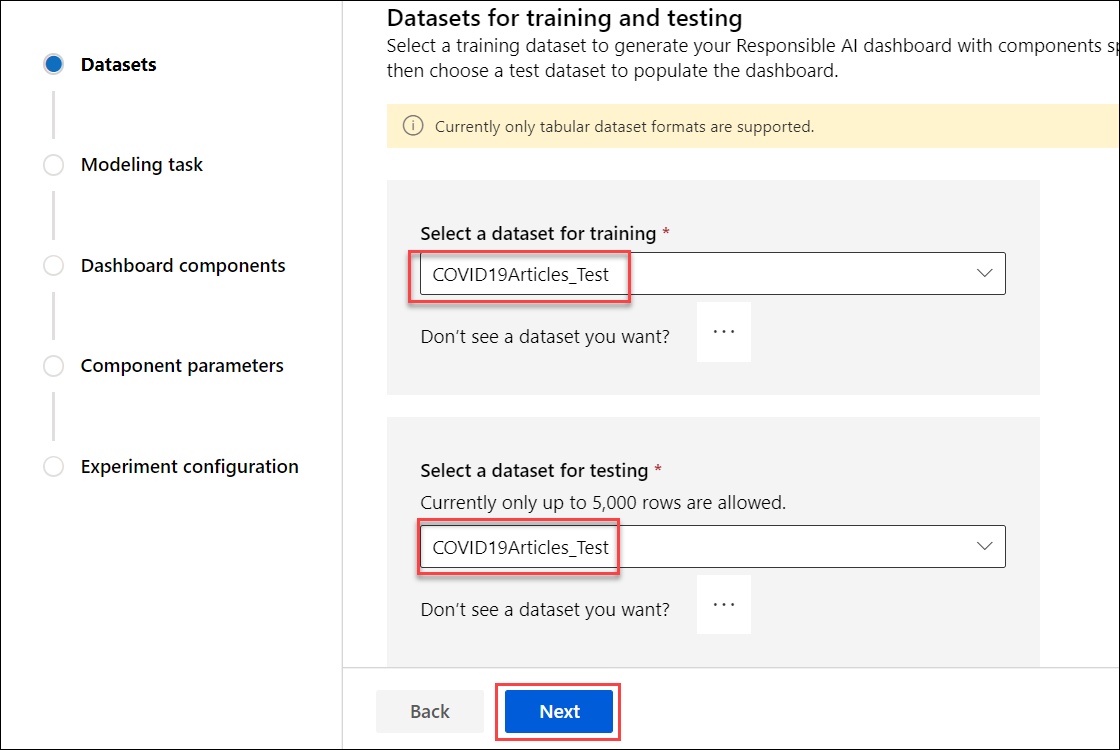 Datasets for training and testing
Select a training dataset to generate your Responsible AI dashboard with components
then choose a test dataset to populate the dashboard.
Datasets
Modeling task
Dashboard components
Component parameters
Experiment configuration
Currently only tabular dataset formats are supported.
Select a dataset for training *
COVID19Articles_Test
Don't see a dataset you want?
...
Select a dataset for testing *
Currently only up to 5,000 rows are allowed.
COVID19Articles_Test
Don't see a dataset you want?
...
Back
Next